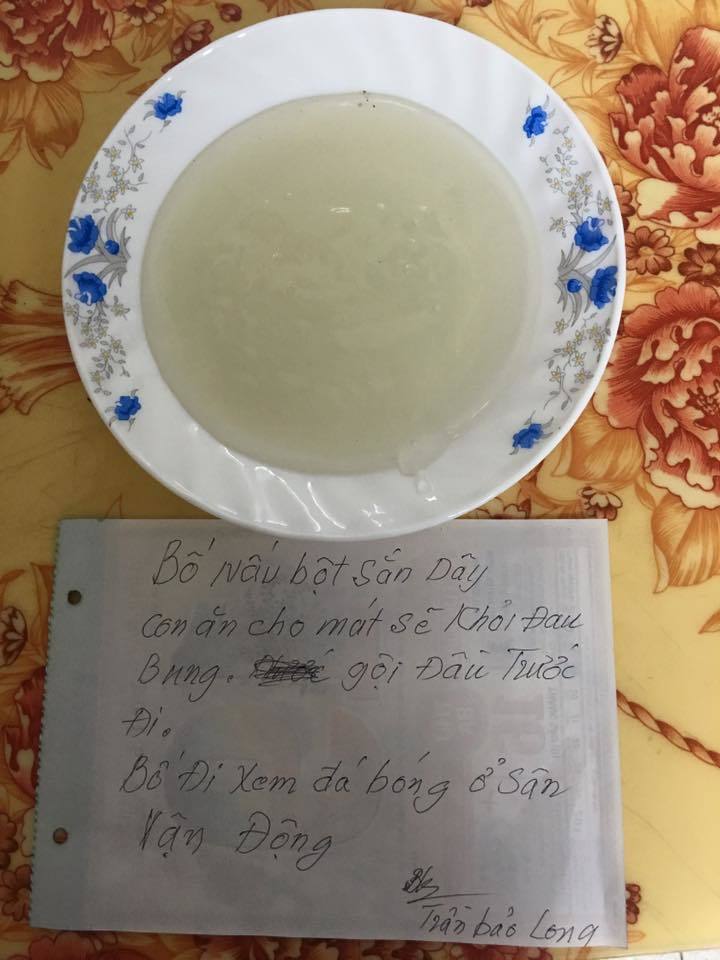 Bố Nấu bột Sắn Dây
con ăn cho mát sẽ Khỏi Đau
Bụng. gội Đầu Trước
Đi.
Bố Đi Xem đá bóng ở Sân
Vận Động
Trần bảo Long